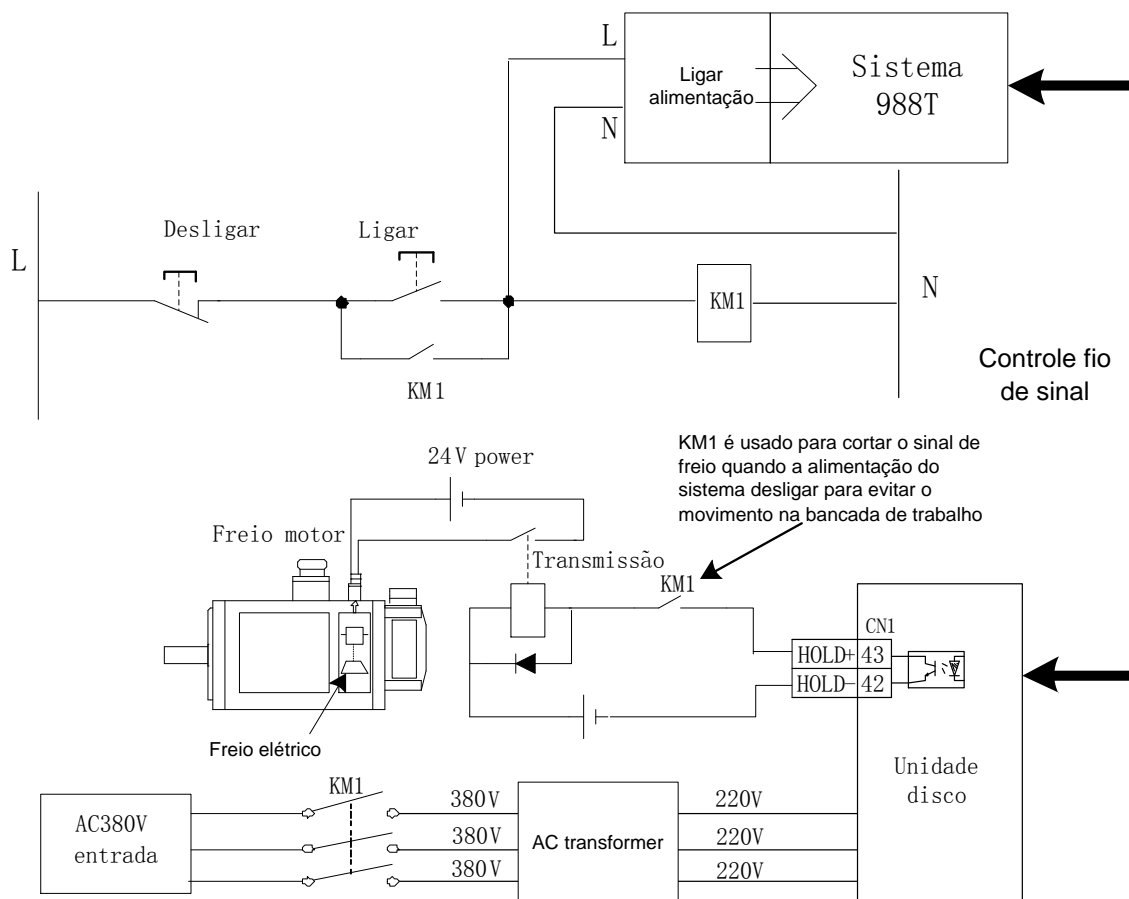 L
N
Ligar
alimentação
Sistema
988T
Desligar
Ligar
L
KM1
KM1
N
Controle fio
de sinal
24V power
KM1 é usado para cortar o sinal de
freio quando a alimentação do
sistema desligar para evitar o
movimento na bancada de trabalho
Freio motor
Transmissão
KM1
CN1
HOLD+ 43
HOLD- 42
Freio elétrico
Unidade
disco
AC380V
entrada
KM1
380V
380V
380V
AC transformer
220V
220V
220V